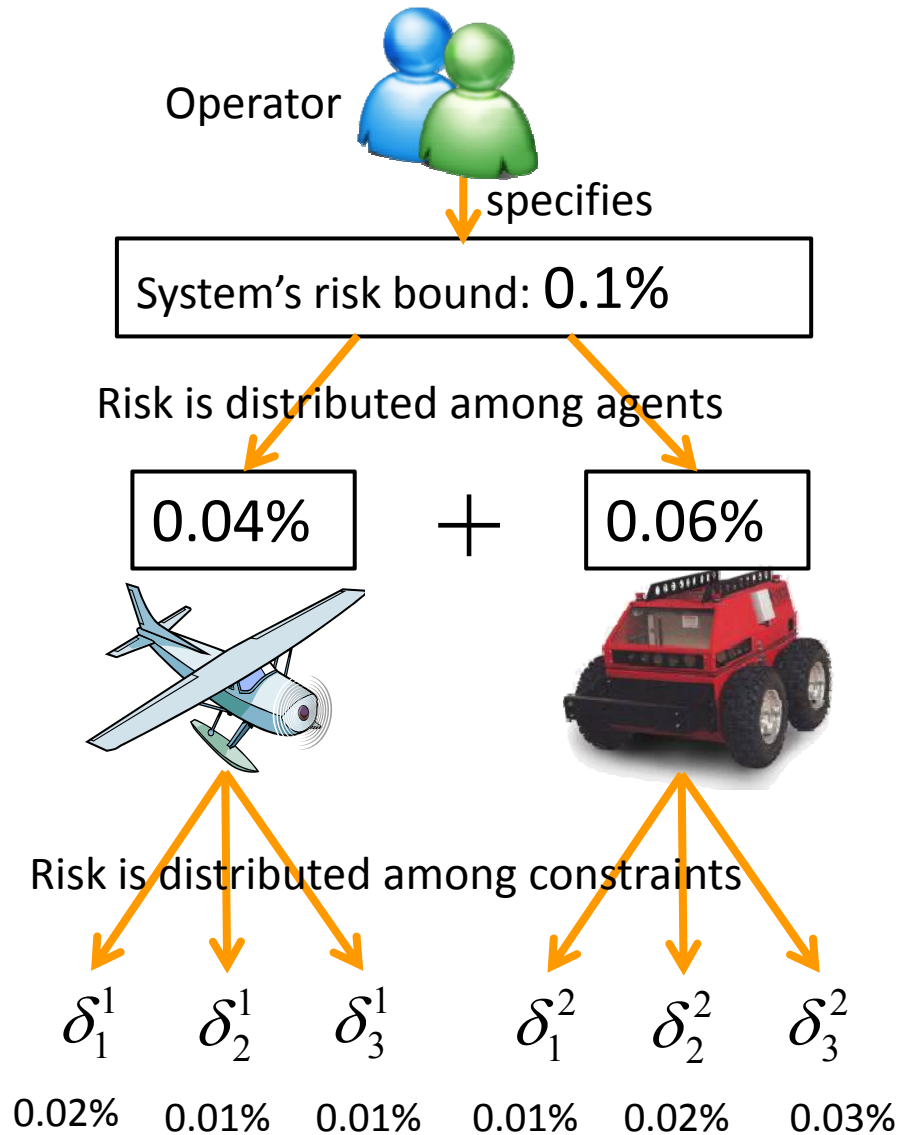 Operator
specifies
System’s risk bound: 0.1%
Risk is distributed among agents
0.04% + 0.06%
Risk is distributed among constraints
δ₁¹ δ₂¹ δ₃¹ δ₁² δ₂² δ₃²
0.02% 0.01% 0.01% 0.01% 0.02% 0.03%